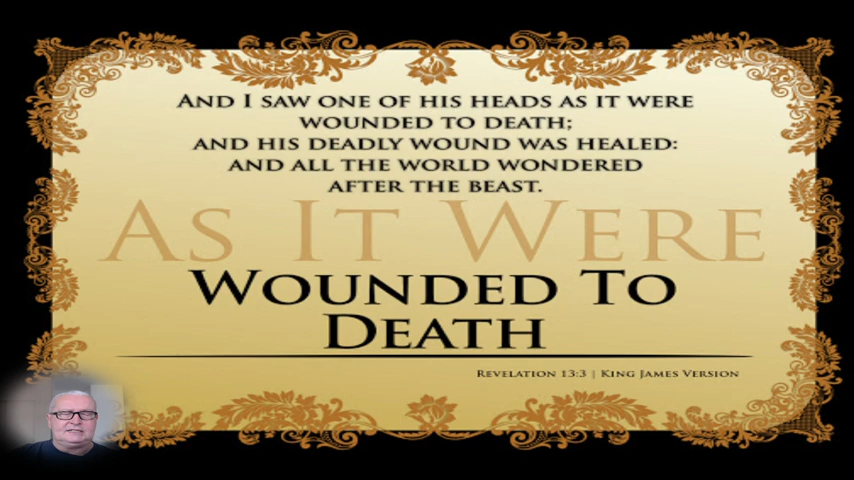 And I saw one of his heads as it were
wounded to death;
and his deadly wound was healed:
and all the world wondered
after the beast.
As It Were
Wounded To
Death
Revelation 13:3 | King James Version